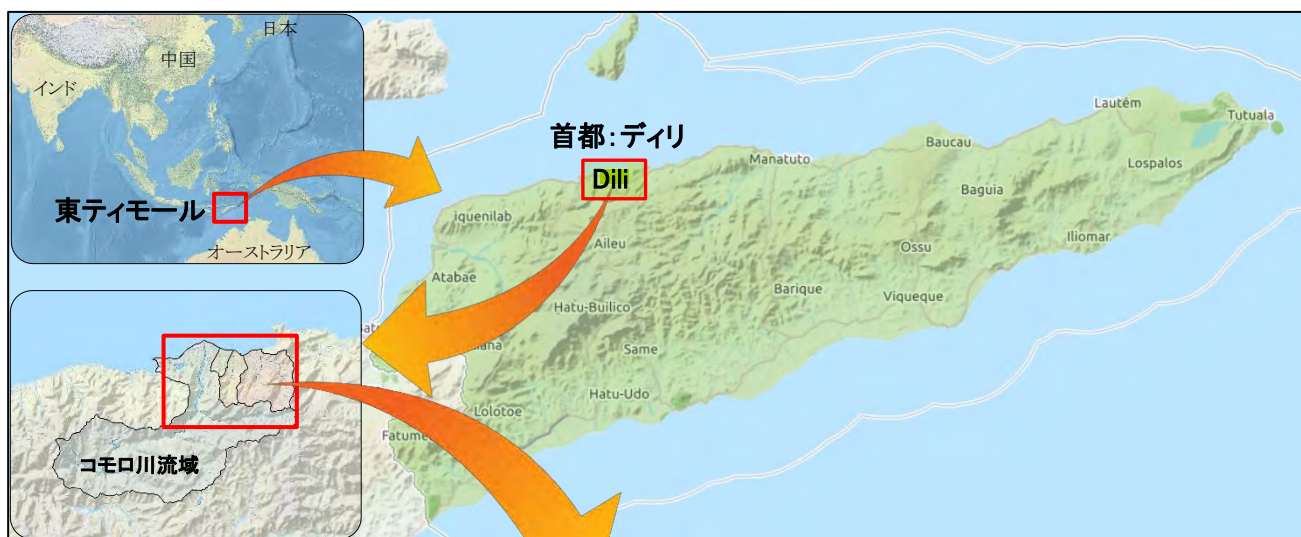 日本
中国
インド
東ティモール
オーストラリア
首都：ディリ
Dili
Lautém
Tutuala
Baucau
Manatuto
Lospalos
Baguia
iquenilab
Aileu
Iliomar
Ossu
Atabae
Barique
Viqueque
Hatu-Builico
Same
Hatu-Udo
Lolotoe
コモロ川流域